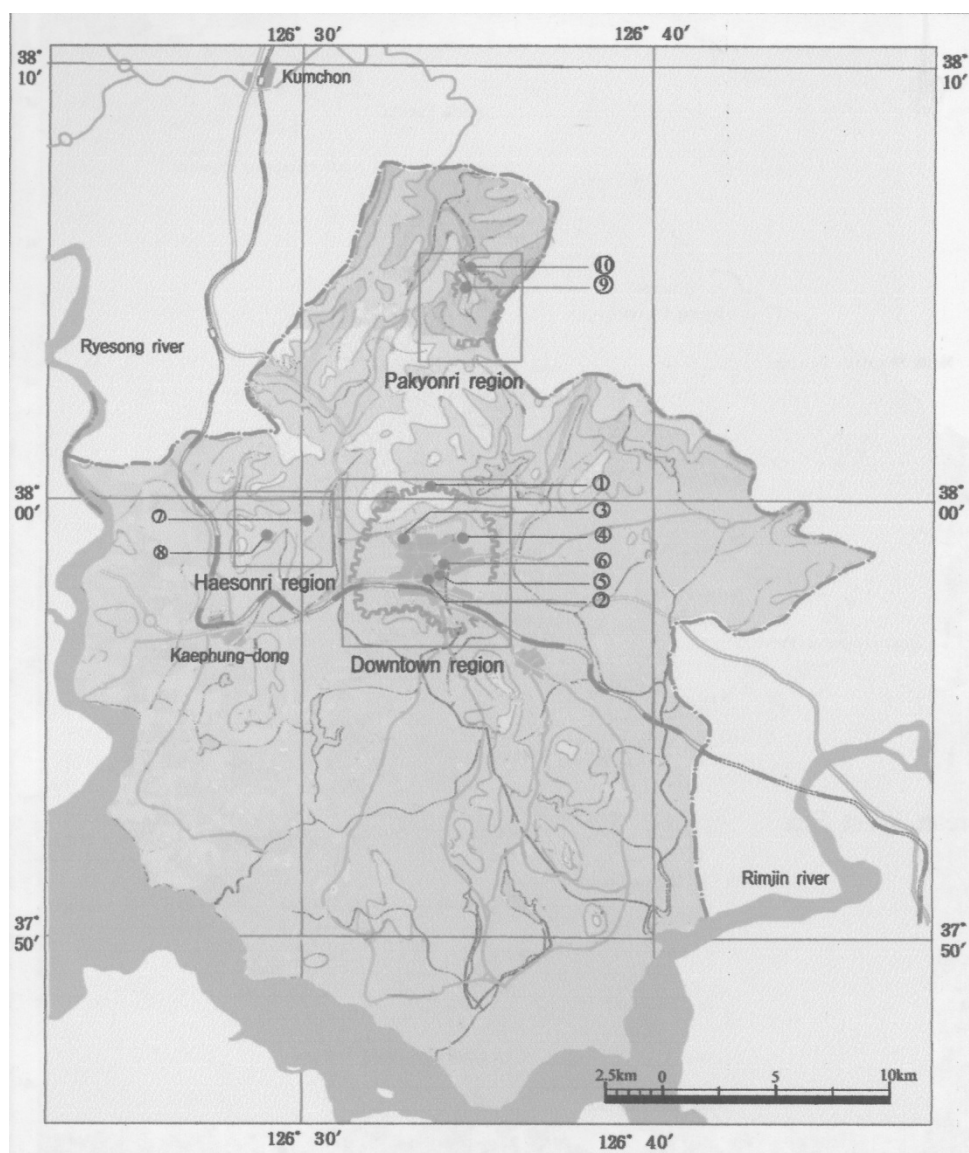 126° 30′ 126° 40′
38° 10′
38° 10′
Kumchon
⑩
⑨
Ryesong river
Pakyonri region
38° 00′
38° 00′
①
③
⑦
④
⑧
⑥
Haesonri region
⑤
②
Kaephung-dong
Downtown region
Rimjin river
37° 50′
37° 50′
2.5km 0 5 10km
126° 30′ 126° 40′